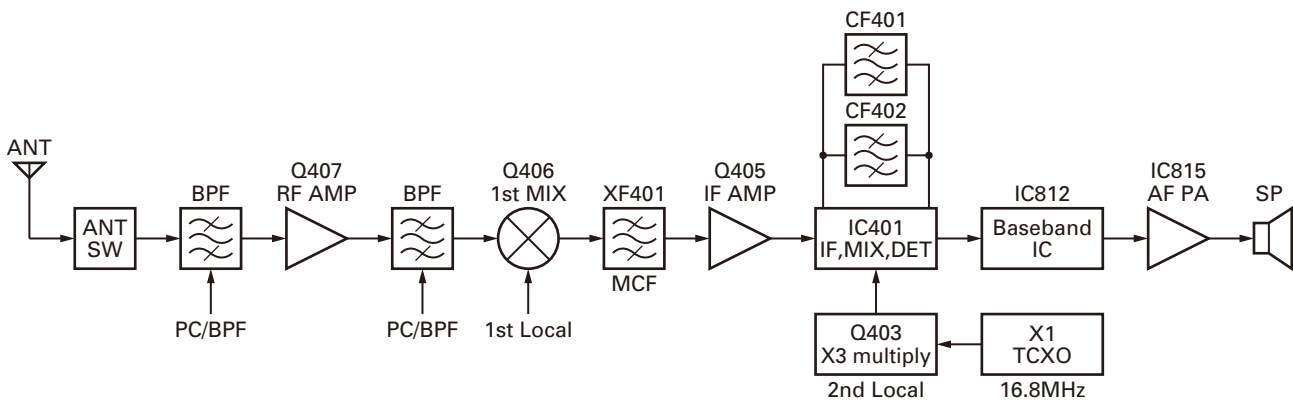 CF401
CF402
ANT
ANT
SW
BPF
PC/BPF
Q407
RF AMP
BPF
PC/BPF
Q406
1st MIX
1st Local
XF401
MCF
Q405
IF AMP
IC401
IF,MIX,DET
Q403
X3 multiply
2nd Local
X1
TCXO
16.8MHz
IC812
Baseband
IC
IC815
AF PA
SP